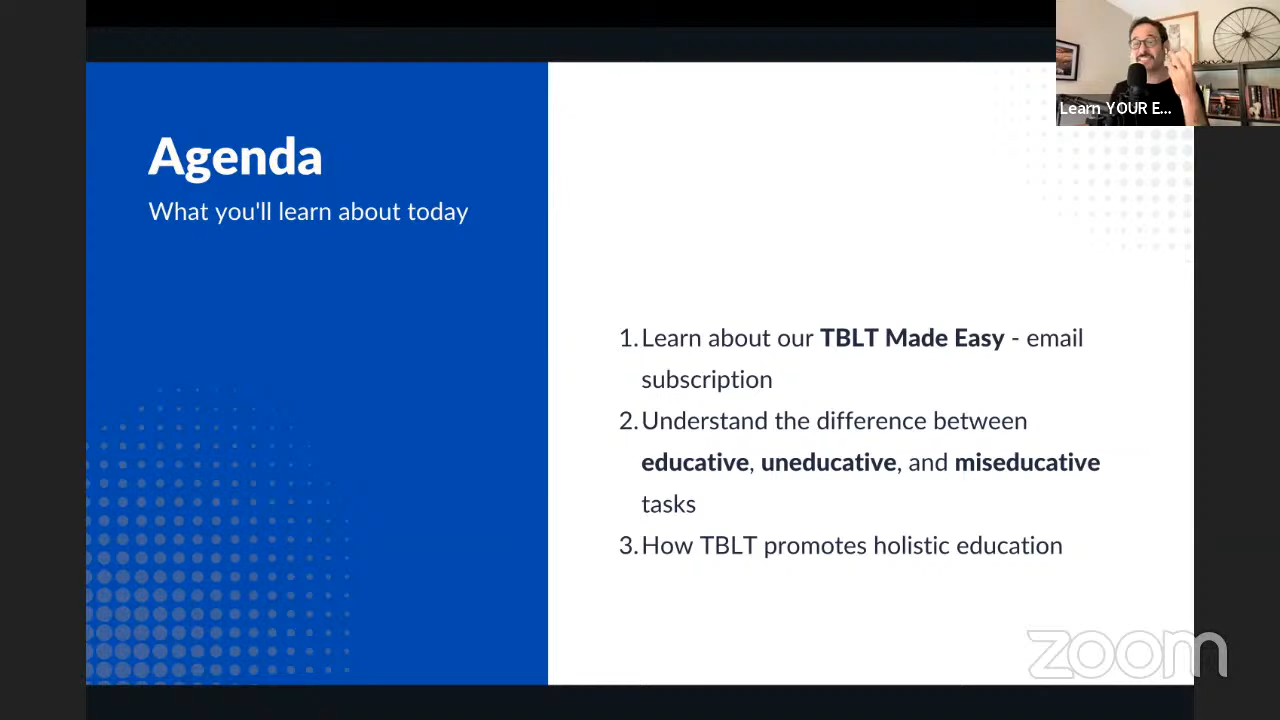 Learn YOUR E...
Agenda
What you'll learn about today
1. Learn about our TBLT Made Easy - email
subscription
2. Understand the difference between
educative, uneducative, and miseducative
tasks
3. How TBLT promotes holistic education
zoom